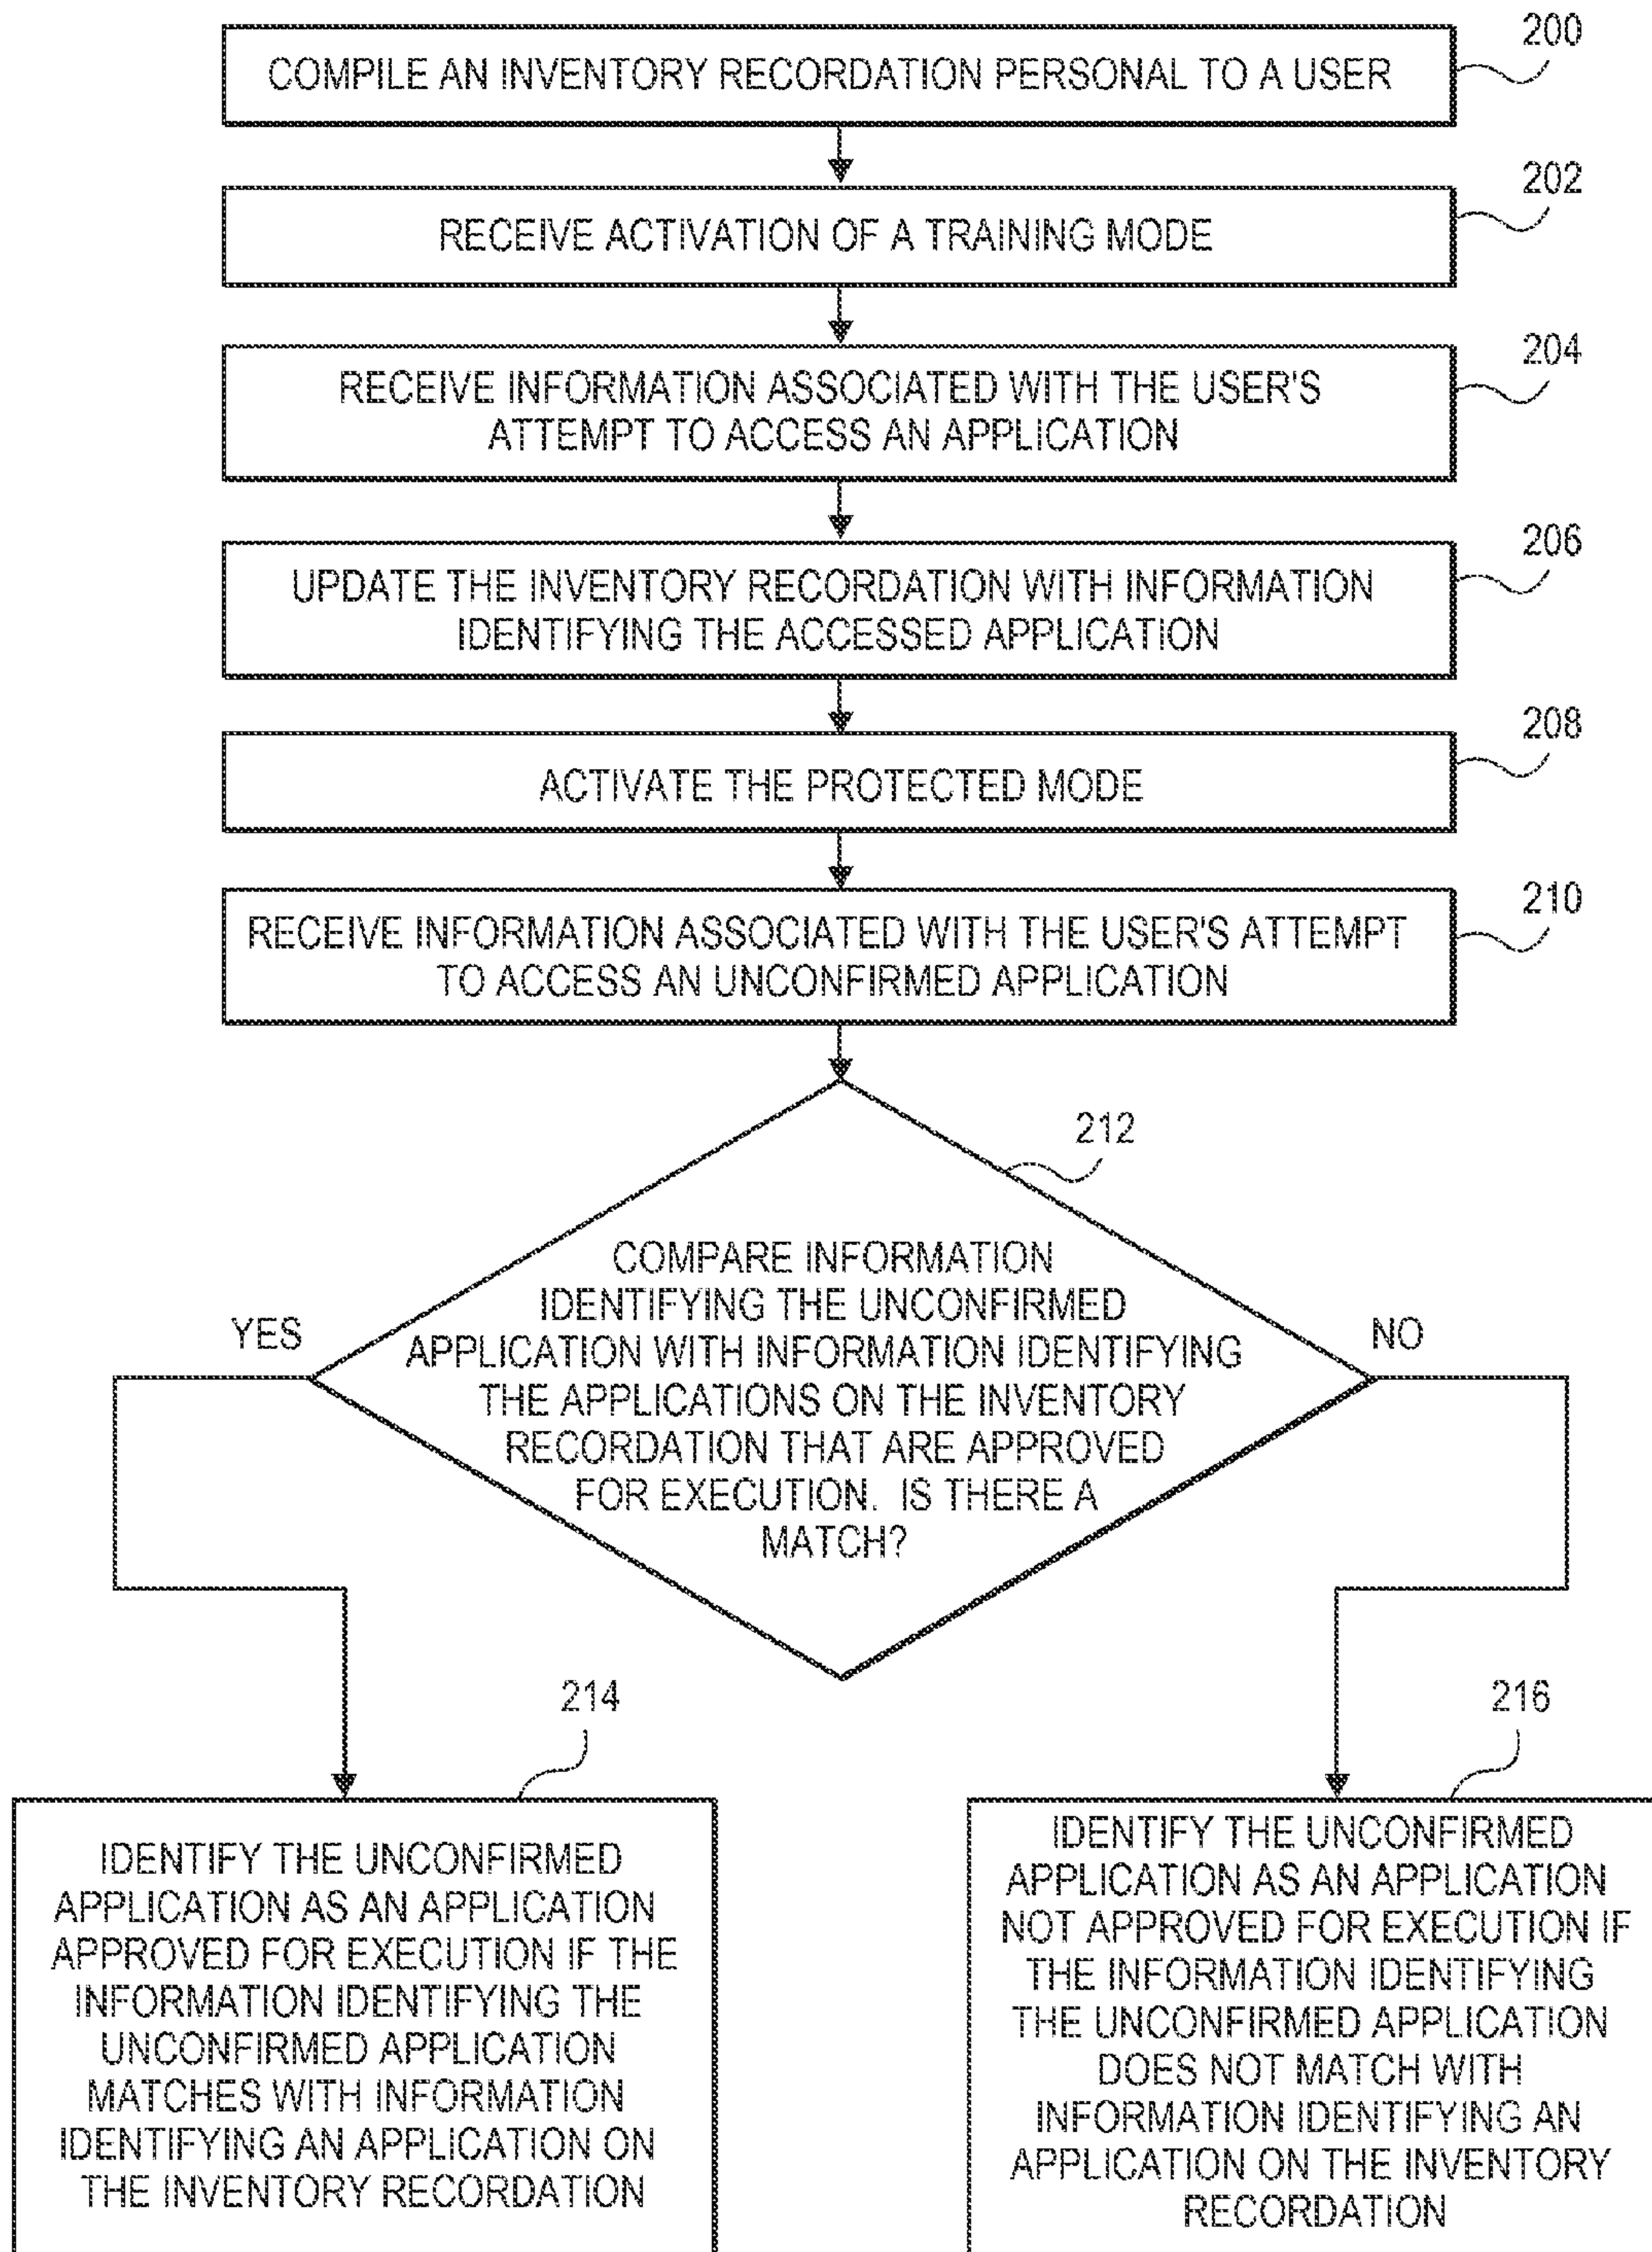 200
COMPILE AN INVENTORY RECORDATION PERSONAL TO A USER
202
RECEIVE ACTIVATION OF A TRAINING MODE
204
RECEIVE INFORMATION ASSOCIATED WITH THE USER'S
ATTEMPT TO ACCESS AN APPLICATION
206
UPDATE THE INVENTORY RECORDATION WITH INFORMATION
IDENTIFYING THE ACCESSED APPLICATION
208
ACTIVATE THE PROTECTED MODE
210
RECEIVE INFORMATION ASSOCIATED WITH THE USER'S ATTEMPT
TO ACCESS AN UNCONFIRMED APPLICATION
212
COMPARE INFORMATION
IDENTIFYING THE UNCONFIRMED
APPLICATION WITH INFORMATION IDENTIFYING
THE APPLICATIONS ON THE INVENTORY
RECORDATION THAT ARE APPROVED
FOR EXECUTION. IS THERE A
MATCH?
YES
NO
214
IDENTIFY THE UNCONFIRMED
APPLICATION AS AN APPLICATION
APPROVED FOR EXECUTION IF THE
INFORMATION IDENTIFYING THE
UNCONFIRMED APPLICATION
MATCHES WITH INFORMATION
IDENTIFYING AN APPLICATION ON
THE INVENTORY RECORDATION
216
IDENTIFY THE UNCONFIRMED
APPLICATION AS AN APPLICATION
NOT APPROVED FOR EXECUTION IF
THE INFORMATION IDENTIFYING
THE UNCONFIRMED APPLICATION
DOES NOT MATCH WITH
INFORMATION IDENTIFYING AN
APPLICATION ON THE INVENTORY
RECORDATION